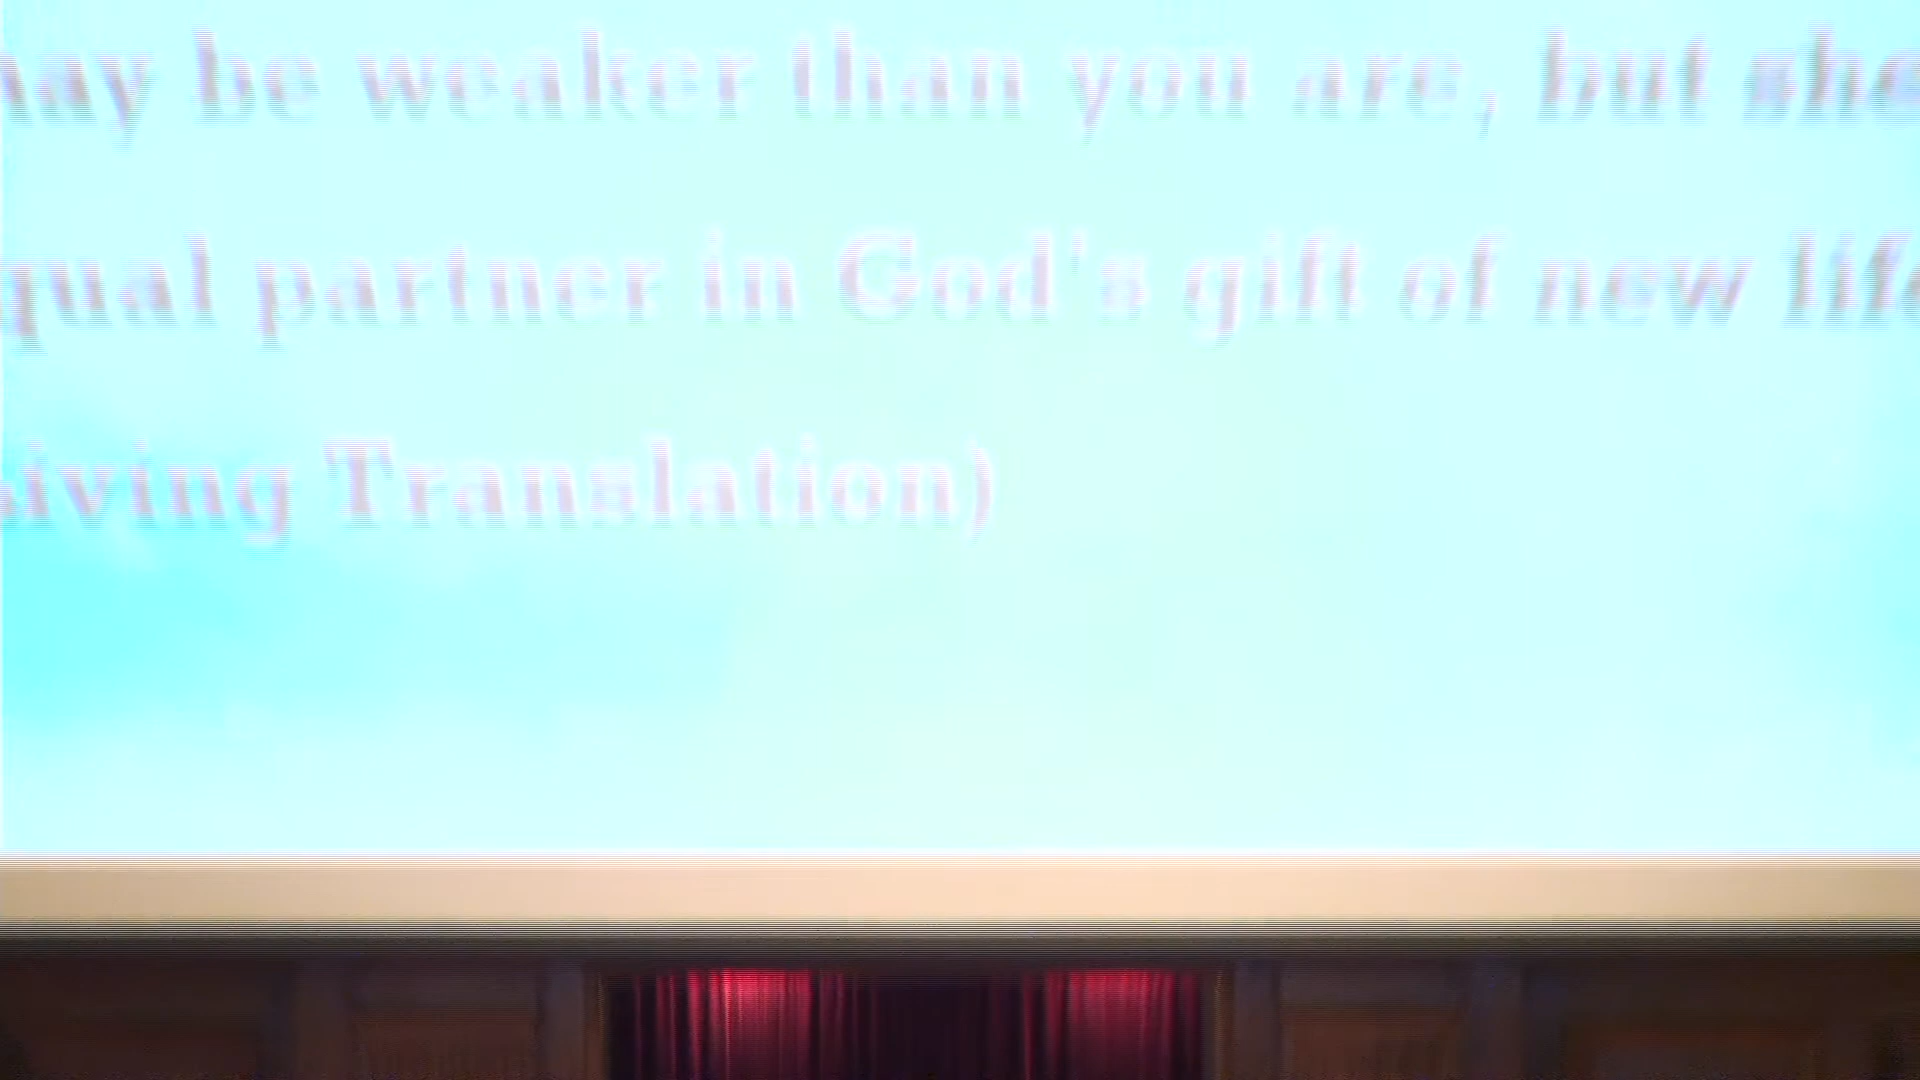 may be weaker than you are, but she
qual partner in God's gift of new life
iving Translation)